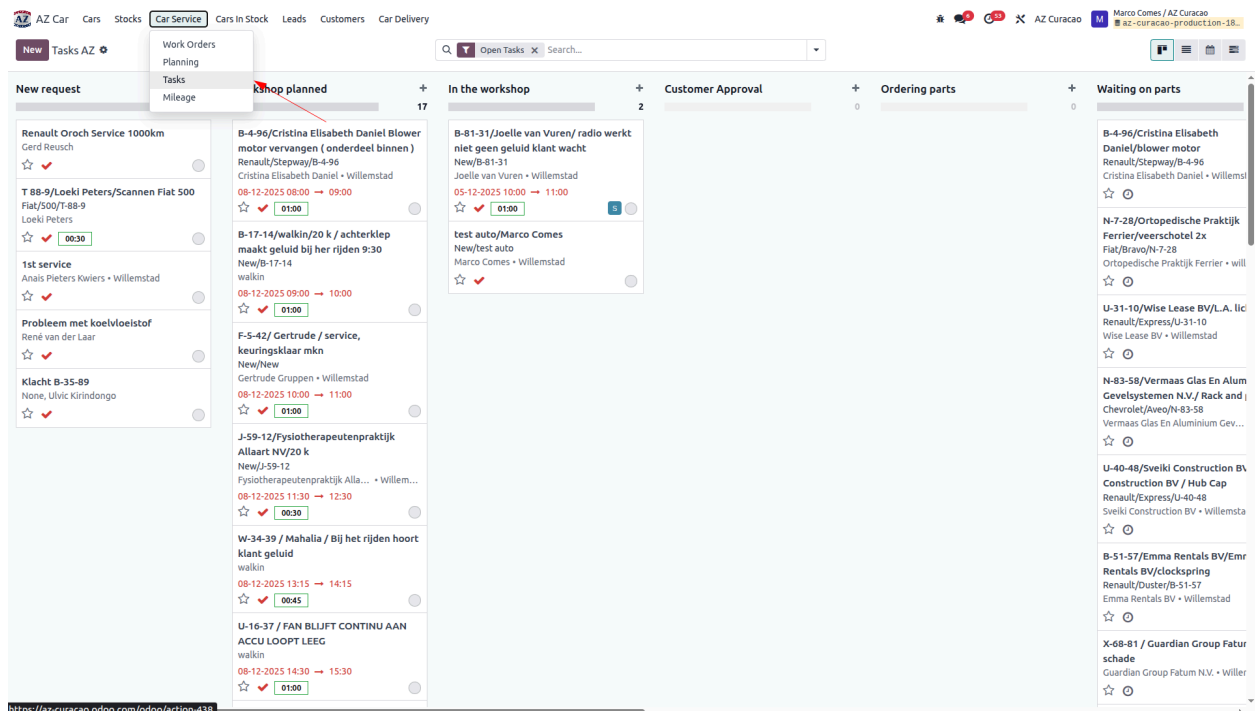 AZ AZ Car Cars Stocks Car Service Cars In Stock Leads Customers Car Delivery 6 53 AZ Curacao M Marco Comes / AZ Curacao
az-curacao-production-18...
New Tasks AZ Open Tasks x Search...
Work Orders
Planning
Tasks
Mileage
New request
Renault Oroch Service 1000km
Gerd Reusch
T 88-9/Loeki Peters/Scannen Fiat 500
Fiat/500/T-88-9
Loeki Peters
00:30
1st service
Anais Pieters Kwiers • Willemstad
Probleem met koelvloeistof
René van der Laar
Klacht B-35-89
None, Ulvic Kirindongo
kshop planned +
17
B-4-96/Cristina Elisabeth Daniel Blower
motor vervangen ( onderdeel binnen )
Renault/Stepway/B-4-96
Cristina Elisabeth Daniel • Willemstad
08-12-2025 08:00 → 09:00
01:00
B-17-14/walkin/20 k / achterklep
maakt geluid bij her rijden 9:30
New/B-17-14
walkin
08-12-2025 09:00 → 10:00
01:00
F-5-42/ Gertrude / service,
keuringsklaar mkn
New/New
Gertrude Gruppen • Willemstad
08-12-2025 10:00 → 11:00
01:00
J-59-12/Fysiotherapeutenpraktijk
Allaart NV/20 k
New/J-59-12
Fysiotherapeutenpraktijk Alla... • Willem...
08-12-2025 11:30 → 12:30
00:30
W-34-39 / Mahalia / Bij het rijden hoort
klant geluid
walkin
08-12-2025 13:15 → 14:15
00:45
U-16-37 / FAN BLIJFT CONTINU AAN
ACCU LOOPT LEEG
walkin
08-12-2025 14:30 → 15:30
01:00
In the workshop +
2
B-81-31/Joelle van Vuren/ radio werkt
niet geen geluid klant wacht
New/B-81-31
Joelle van Vuren • Willemstad
05-12-2025 10:00 → 11:00
01:00 S
test auto/Marco Comes
New/test auto
Marco Comes • Willemstad
Customer Approval +
0
Ordering parts +
0
Waiting on parts
B-4-96/Cristina Elisabeth
Daniel/blower motor
Renault/Stepway/B-4-96
Cristina Elisabeth Daniel • Willemst
N-7-28/Ortopedische Praktijk
Ferrier/veerschotel 2x
Fiat/Bravo/N-7-28
Ortopedische Praktijk Ferrier • will
U-31-10/Wise Lease BV/L.A. lic
Renault/Express/U-31-10
Wise Lease BV • Willemstad
N-83-58/Vermaas Glas En Alum
Gevelsystemen N.V./ Rack and
Chevrolet/Aveo/N-83-58
Vermaas Glas En Aluminium Gev...
U-40-48/Sveiki Construction BV
Construction BV / Hub Cap
Renault/Express/U-40-48
Sveiki Construction BV • Willemsta
B-51-57/Emma Rentals BV/Emr
Rentals BV/clockspring
Renault/Duster/B-51-57
Emma Rentals BV • Willemstad
X-68-81 / Guardian Group Fatur
schade
Guardian Group Fatum N.V. • Willer
https://az-curacao.odoo.com/odoo/action-438